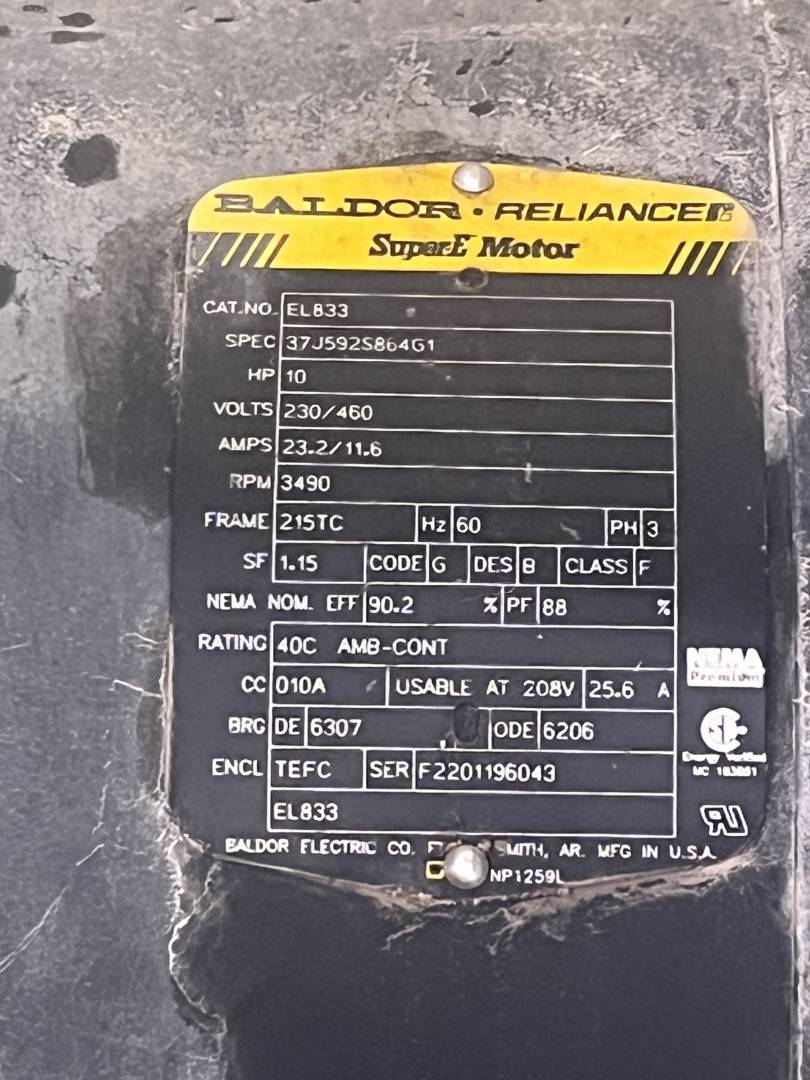 BALDOR · RELIANCE
Super-E Motor
CAT.NO. EL833
SPEC 37J592S864G1
HP 10
VOLTS 230/460
AMPS 23.2/11.6
RPM 3490
FRAME 215TC Hz 60 PH 3
SF 1.15 CODE G DES B CLASS F
NEMA NOM. EFF 90.2 % PF 88 %
RATING 40C AMB-CONT
NEMA
Premium
CC 010A USABLE AT 208V 25.6 A
BRG DE 6307 ODE 6206
Energy Verified
ENCL TEFC SER F2201196043
EL833
BALDOR ELECTRIC CO. AR. MFG IN U.S.A.
NP1259L